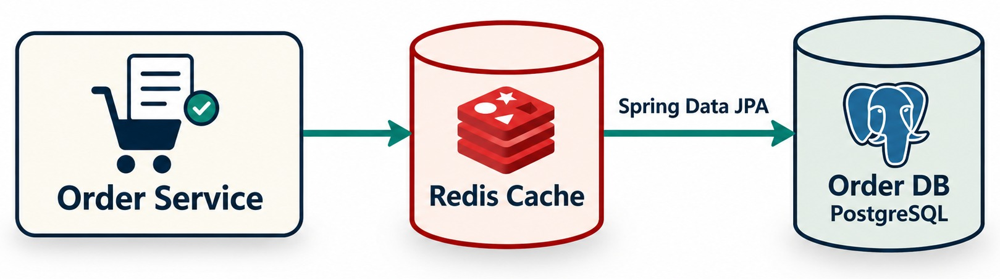 Order Service
Redis Cache
Spring Data JPA
Order DB
PostgreSQL